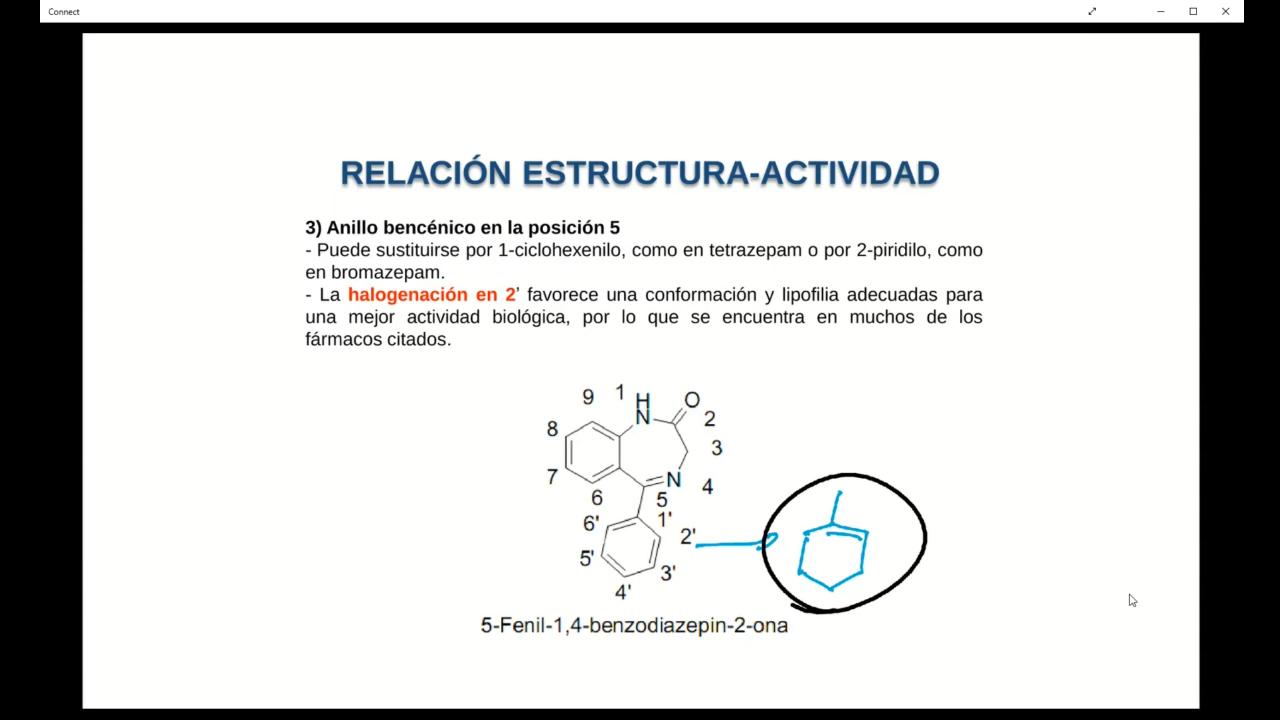 Connect
RELACIÓN ESTRUCTURA-ACTIVIDAD
3) Anillo bencénico en la posición 5
- Puede sustituirse por 1-ciclohexenilo, como en tetrazepam o por 2-piridilo, como
en bromazepam.
- La halogenación en 2' favorece una conformación y lipofilia adecuadas para
una mejor actividad biológica, por lo que se encuentra en muchos de los
fármacos citados.
9 1 H O
N 2
8
3
7 N 4
6 5
6' 1'
2'
5' 3'
4'
5-Fenil-1,4-benzodiazepin-2-ona